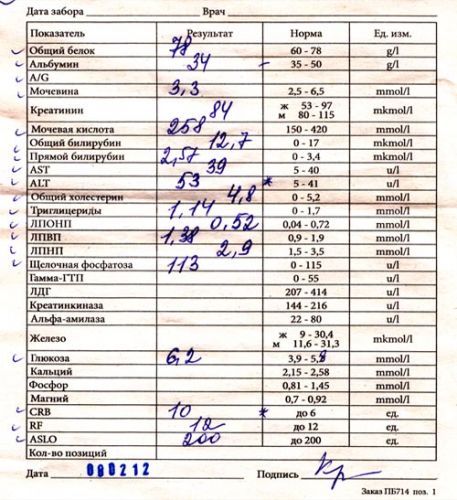 Дата забора Врач
Показатель Результат Норма Ед. изм.
Общий белок 78 60 - 78 g/l
Альбумин 34 - 35 - 50 g/l
A/G
Мочевина 3,3 2,5 - 6,5 mmol/l
Креатинин 84 ж 53 - 97 м 80 - 115 mkmol/l
Мочевая кислота 258 150 - 420 mmol/l
Общий билирубин 12,7 0 - 17 mkmol/l
Прямой билирубин 2,57 0 - 3,4 mkmol/l
AST 39 5 - 40 u/l
ALT 53 * 5 - 41 u/l
Общий холестерин 4,8 0 - 5,2 mmol/l
Триглицериды 1,14 0 - 1,7 mmol/l
ЛПОНП 0,52 0,04 - 0,72 mmol/l
ЛПВП 1,38 0,9 - 1,9 mmol/l
ЛПНП 2,9 1,5 - 3,5 mmol/l
Щелочная фосфатоза 113 0 - 115 u/l
Гамма-ГТП 0 - 55 u/l
ЛДГ 207 - 414 u/l
Креатинкиназа 144 - 216 u/l
Альфа-амилаза 22 - 80 u/l
Железо ж 9 - 30,4 м 11,6 - 31,3 mkmol/l
Глюкоза 6,2 3,9 - 5,8 mmol/l
Кальций 2,15 - 2,58 mmol/l
Фосфор 0,81 - 1,45 mmol/l
Магний 0,7 - 0,92 mmol/l
CRB 10 * до 6 ед.
RF 12 до 12 ед.
ASLO 200 до 200 ед.
Кол-во позиций
Дата 090212 Подпись
Заказ ПБ714 поз. 1